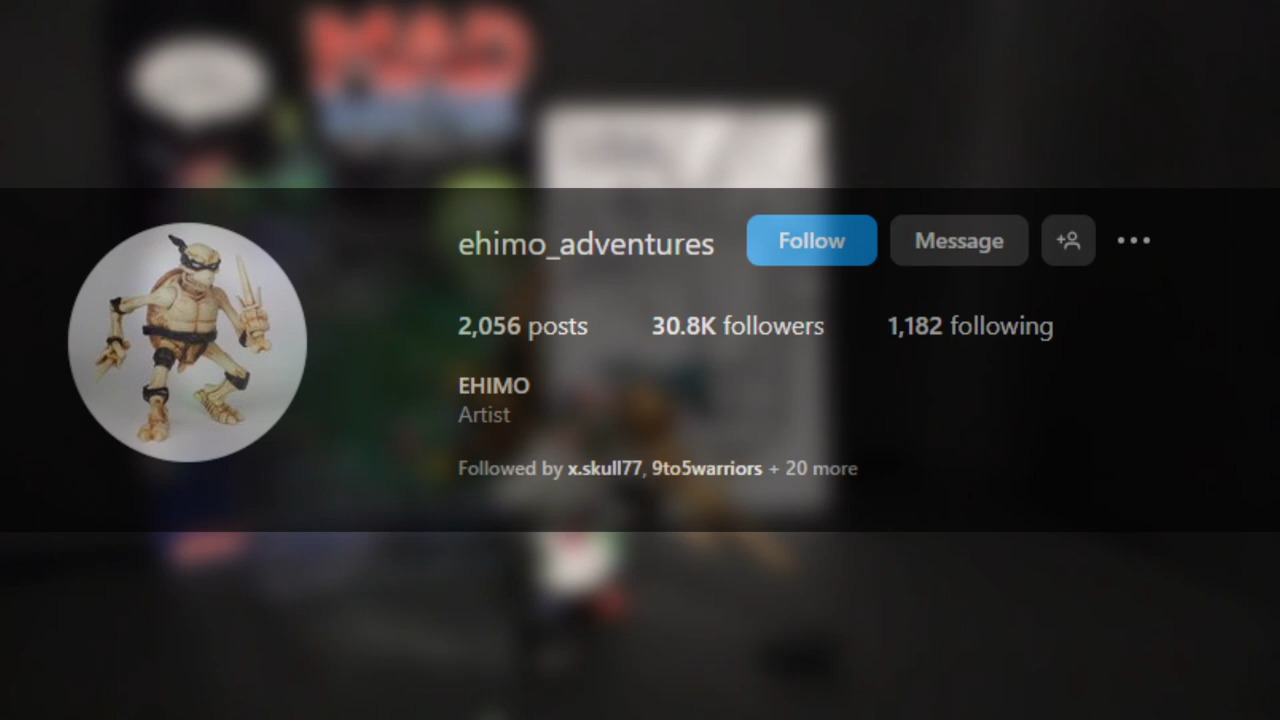 MAD
ehimo_adventures Follow Message
2,056 posts 30.8K followers 1,182 following
EHIMO
Artist
Followed by x.skull77, 9to5warriors + 20 more